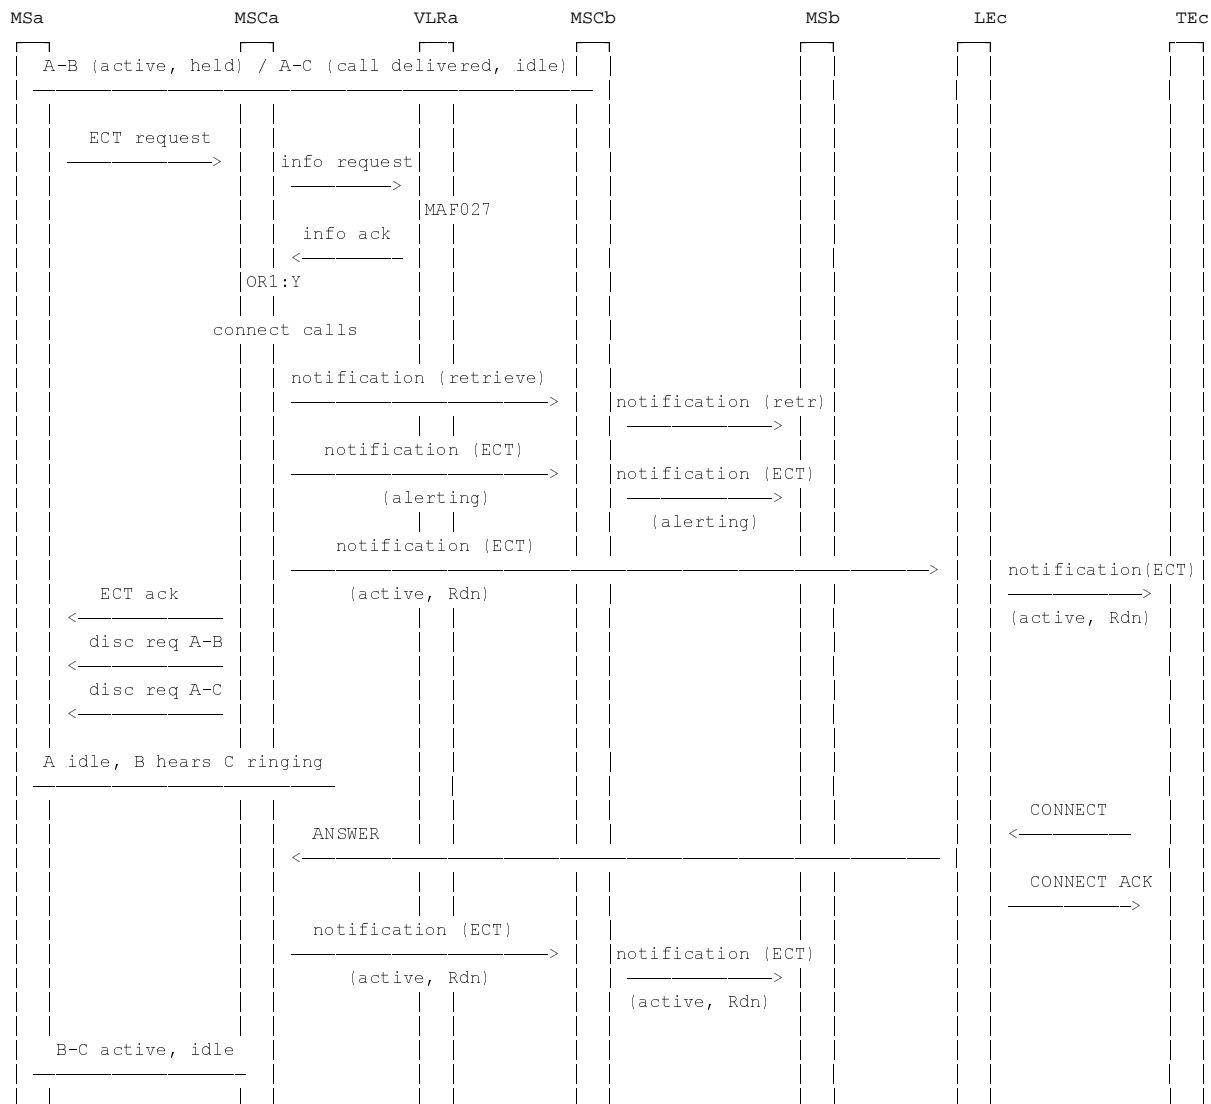 MSa MSCa VLRa MSCb MSb LEc TEc
A-B (active, held) / A-C (call delivered, idle)
ECT request
info request
MAF027
info ack
OR1:Y
connect calls
notification (retrieve)
notification (retr)
notification (ECT)
notification (ECT)
(alerting)
(alerting)
notification (ECT)
notification(ECT)
ECT ack (active, Rdn)
(active, Rdn)
disc req A-B
disc req A-C
A idle, B hears C ringing
CONNECT
ANSWER
CONNECT ACK
notification (ECT)
notification (ECT)
(active, Rdn)
(active, Rdn)
B-C active, idle